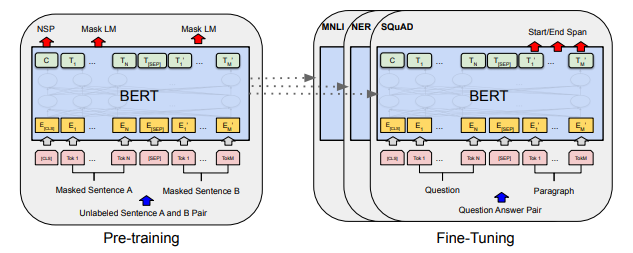 NSP Mask LM Mask LM
C T1 ... TN T[SEP] T1' ... TM'
BERT
E[CLS] E1 ... EN E[SEP] E1' ... EM'
[CLS] Tok 1 ... Tok N [SEP] Tok 1 ... TokM
Masked Sentence A Masked Sentence B
Unlabeled Sentence A and B Pair
Pre-training
MNLI NER SQuAD
Start/End Span
C T1 ... TN T[SEP] T1' ... TM'
BERT
E[CLS] E1 ... EN E[SEP] E1' ... EM'
[CLS] Tok 1 ... Tok N [SEP] Tok 1 ... TokM
Question Paragraph
Question Answer Pair
Fine-Tuning